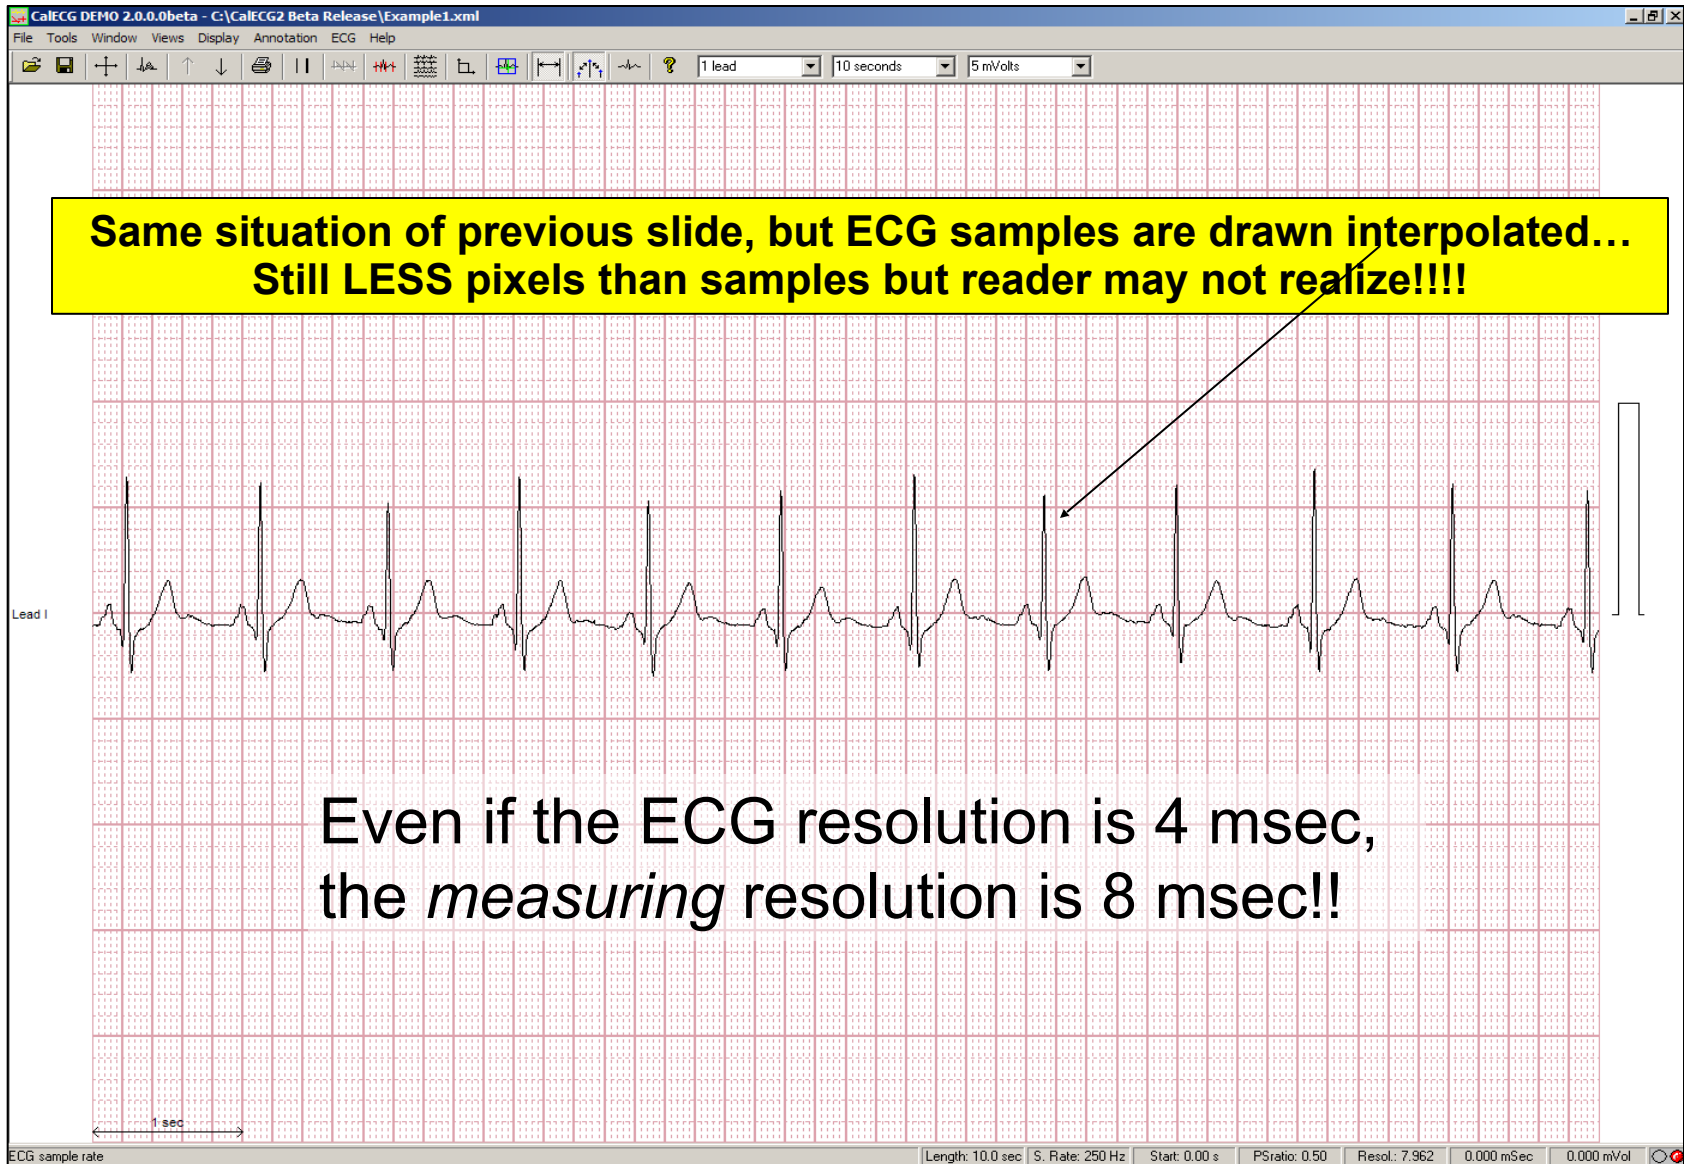 CalECG DEMO 2.0.0.0beta - C:\CalECG2 Beta Release\Example1.xml
File Tools Window Views Display Annotation ECG Help
1 lead 10 seconds 5 mVolts
Same situation of previous slide, but ECG samples are drawn interpolated…
Still LESS pixels than samples but reader may not realize!!!!
Lead I
Even if the ECG resolution is 4 msec,
the measuring resolution is 8 msec!!
1 sec
ECG sample rate Length: 10.0 sec S. Rate: 250 Hz Start: 0.00 s PSratio: 0.50 Resol.: 7.962 0.000 mSec 0.000 mVol